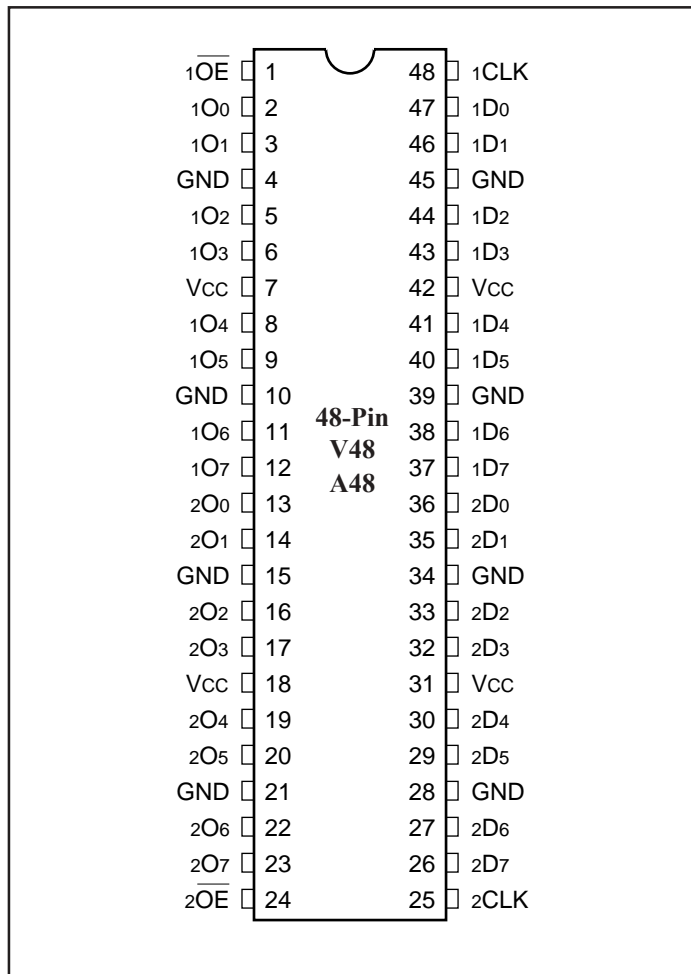 1OE 1 48 1CLK
1O0 2 47 1D0
1O1 3 46 1D1
GND 4 45 GND
1O2 5 44 1D2
1O3 6 43 1D3
VCC 7 42 VCC
1O4 8 41 1D4
1O5 9 40 1D5
GND 10 39 GND
48-Pin
1O6 11 38 1D6
V48
1O7 12 37 1D7
A48
2O0 13 36 2D0
2O1 14 35 2D1
GND 15 34 GND
2O2 16 33 2D2
2O3 17 32 2D3
VCC 18 31 VCC
2O4 19 30 2D4
2O5 20 29 2D5
GND 21 28 GND
2O6 22 27 2D6
2O7 23 26 2D7
2OE 24 25 2CLK